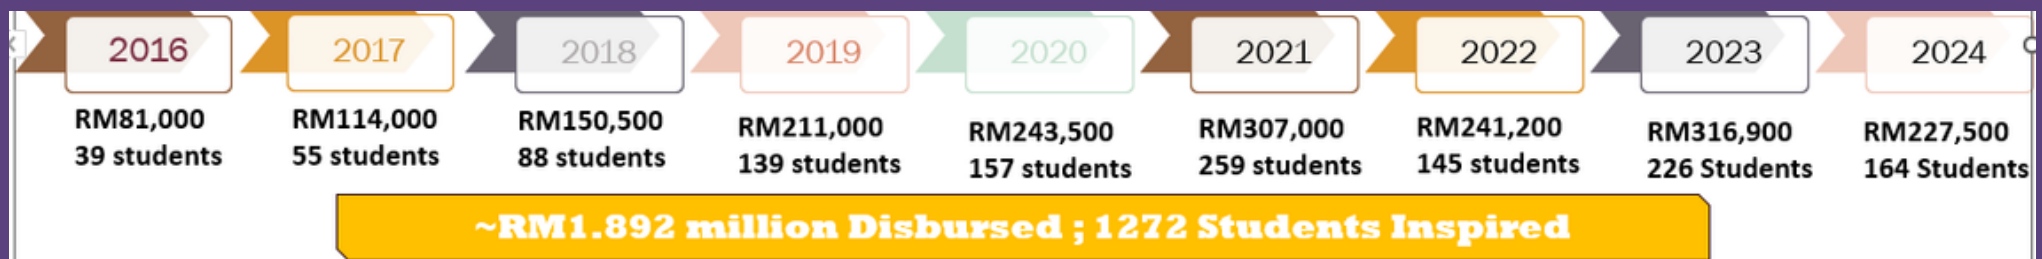 2016 2017 2018 2019 2020 2021 2022 2023 2024
RM81,000 RM114,000 RM150,500 RM211,000 RM243,500 RM307,000 RM241,200 RM316,900 RM227,500
39 students 55 students 88 students 139 students 157 students 259 students 145 students 226 Students 164 Students
~RM1.892 million Disbursed ; 1272 Students Inspired